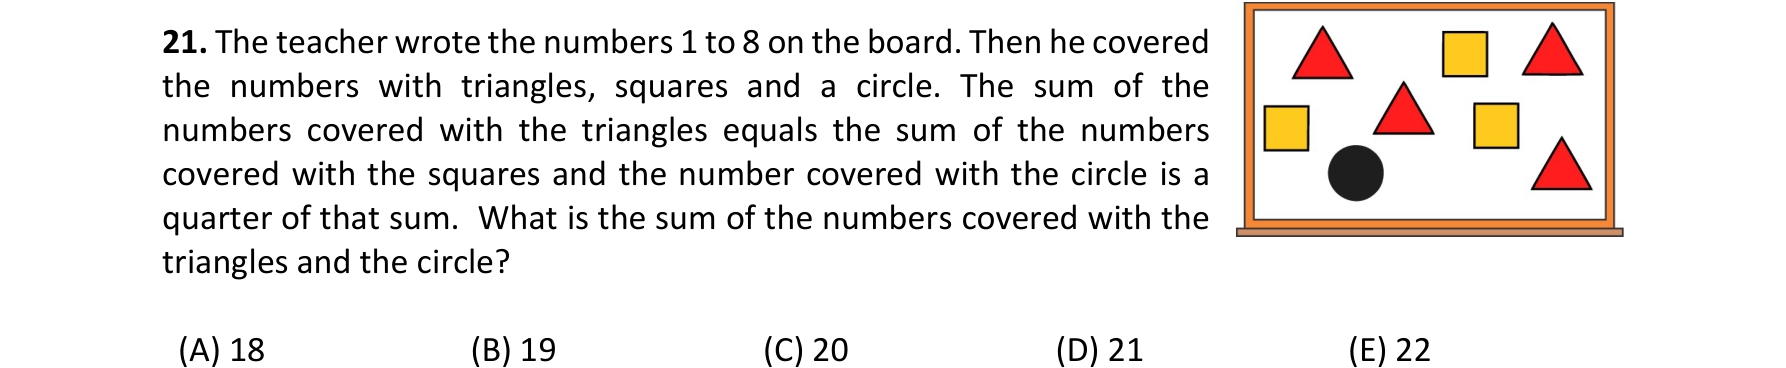 21. The teacher wrote the numbers 1 to 8 on the board. Then he covered
the numbers with triangles, squares and a circle. The sum of the
numbers covered with the triangles equals the sum of the numbers
covered with the squares and the number covered with the circle is a
quarter of that sum. What is the sum of the numbers covered with the
triangles and the circle?
(A) 18 (B) 19 (C) 20 (D) 21 (E) 22